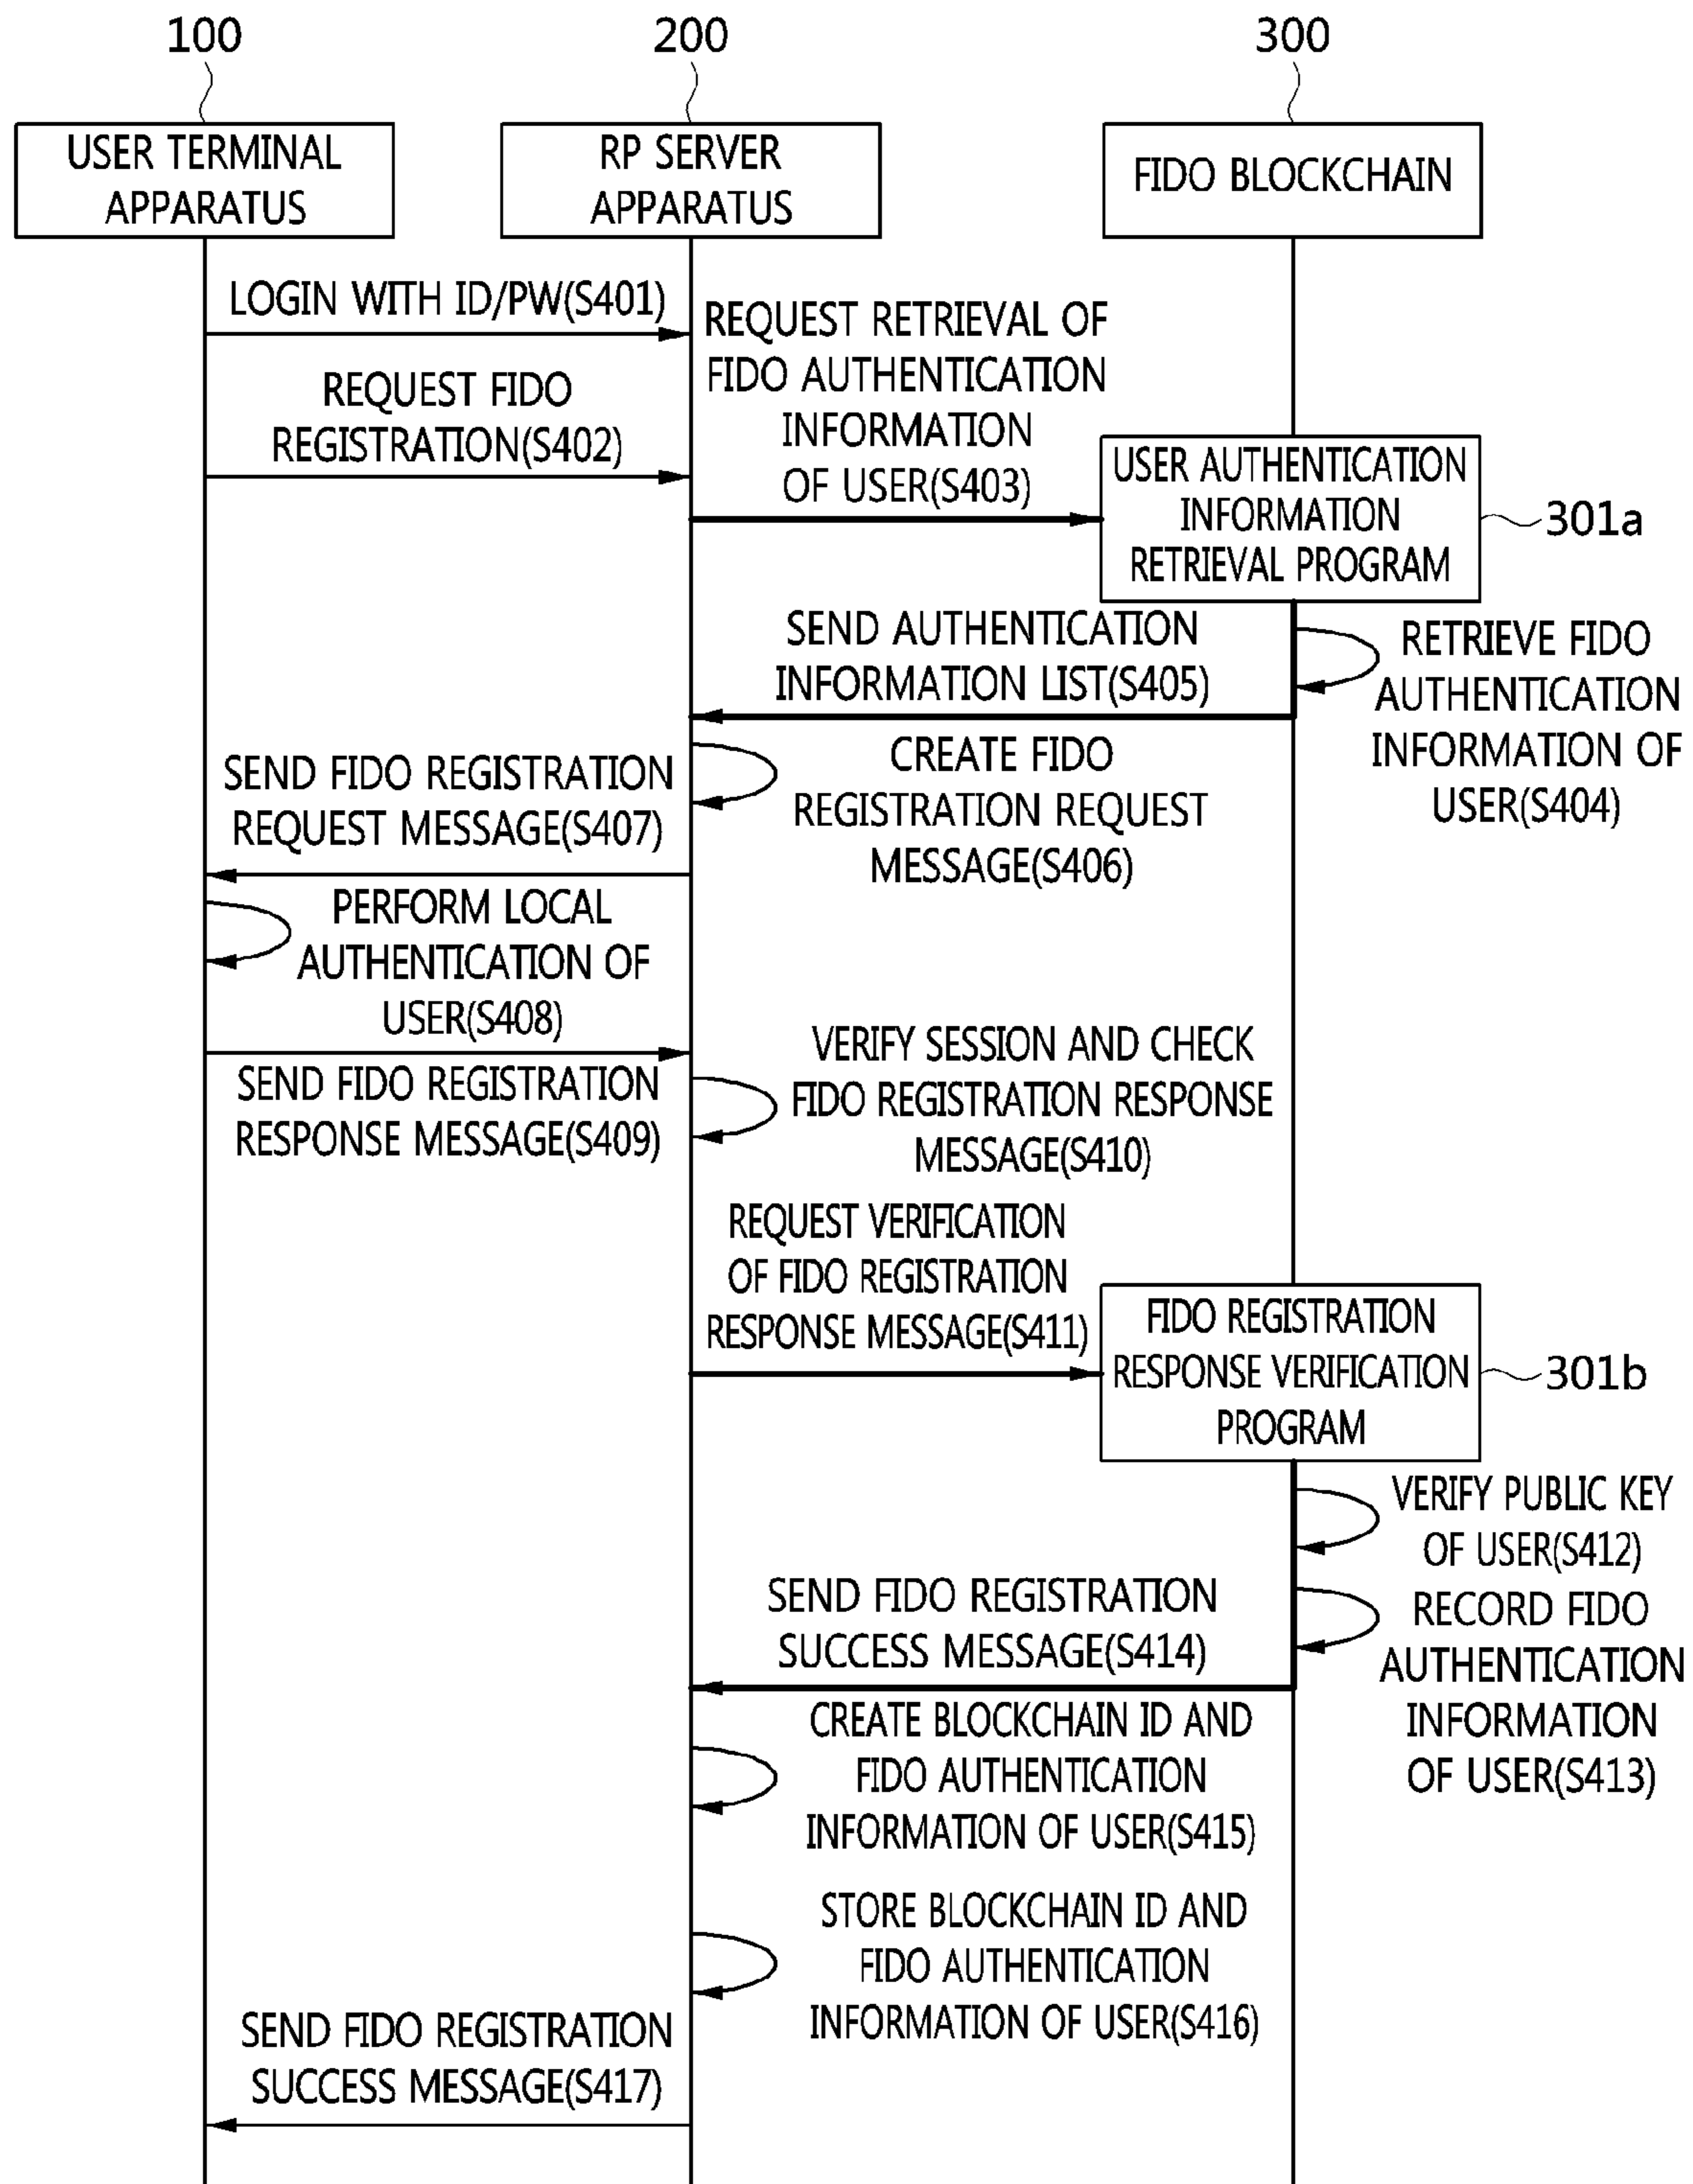 100
200
300
USER TERMINAL
APPARATUS
RP SERVER
APPARATUS
FIDO BLOCKCHAIN
LOGIN WITH ID/PW(S401)
REQUEST FIDO
REGISTRATION(S402)
REQUEST RETRIEVAL OF
FIDO AUTHENTICATION
INFORMATION
OF USER(S403)
USER AUTHENTICATION
INFORMATION
RETRIEVAL PROGRAM
301a
RETRIEVE FIDO
AUTHENTICATION
INFORMATION OF
USER(S404)
SEND AUTHENTICATION
INFORMATION LIST(S405)
CREATE FIDO
REGISTRATION REQUEST
MESSAGE(S406)
SEND FIDO REGISTRATION
REQUEST MESSAGE(S407)
PERFORM LOCAL
AUTHENTICATION OF
USER(S408)
SEND FIDO REGISTRATION
RESPONSE MESSAGE(S409)
VERIFY SESSION AND CHECK
FIDO REGISTRATION RESPONSE
MESSAGE(S410)
REQUEST VERIFICATION
OF FIDO REGISTRATION
RESPONSE MESSAGE(S411)
FIDO REGISTRATION
RESPONSE VERIFICATION
PROGRAM
301b
VERIFY PUBLIC KEY
OF USER(S412)
RECORD FIDO
AUTHENTICATION
INFORMATION
OF USER(S413)
SEND FIDO REGISTRATION
SUCCESS MESSAGE(S414)
CREATE BLOCKCHAIN ID AND
FIDO AUTHENTICATION
INFORMATION OF USER(S415)
STORE BLOCKCHAIN ID AND
FIDO AUTHENTICATION
INFORMATION OF USER(S416)
SEND FIDO REGISTRATION
SUCCESS MESSAGE(S417)